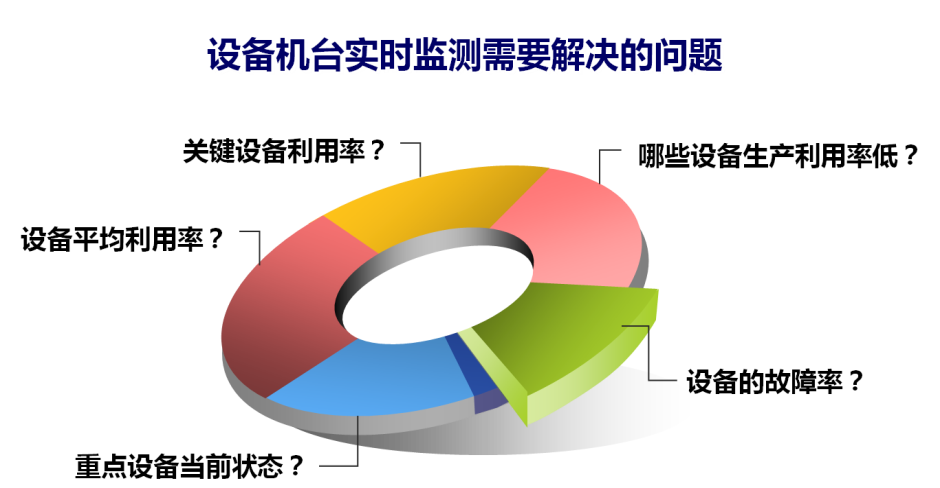 设备机台实时监测需要解决的问题
关键设备利用率？
哪些设备生产利用率低？
设备平均利用率？
设备的故障率？
重点设备当前状态？